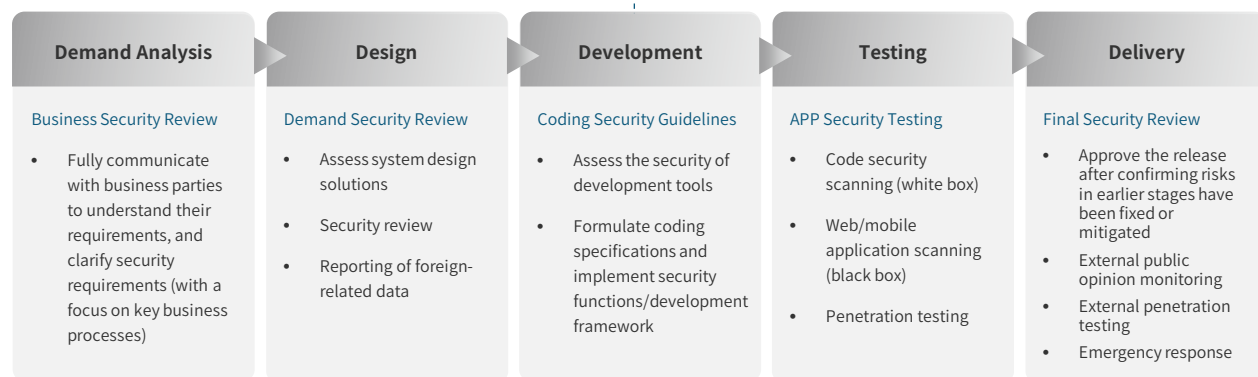 Demand Analysis
Business Security Review
• Fully communicate
with business parties
to understand their
requirements, and
clarify security
requirements (with a
focus on key business
processes)
Design
Demand Security Review
• Assess system design
solutions
• Security review
• Reporting of foreign-
related data
Development
Coding Security Guidelines
• Assess the security of
development tools
• Formulate coding
specifications and
implement security
functions/development
framework
Testing
APP Security Testing
• Code security
scanning (white box)
• Web/mobile
application scanning
(black box)
• Penetration testing
Delivery
Final Security Review
• Approve the release
after confirming risks
in earlier stages have
been fixed or
mitigated
• External public
opinion monitoring
• External penetration
testing
• Emergency response